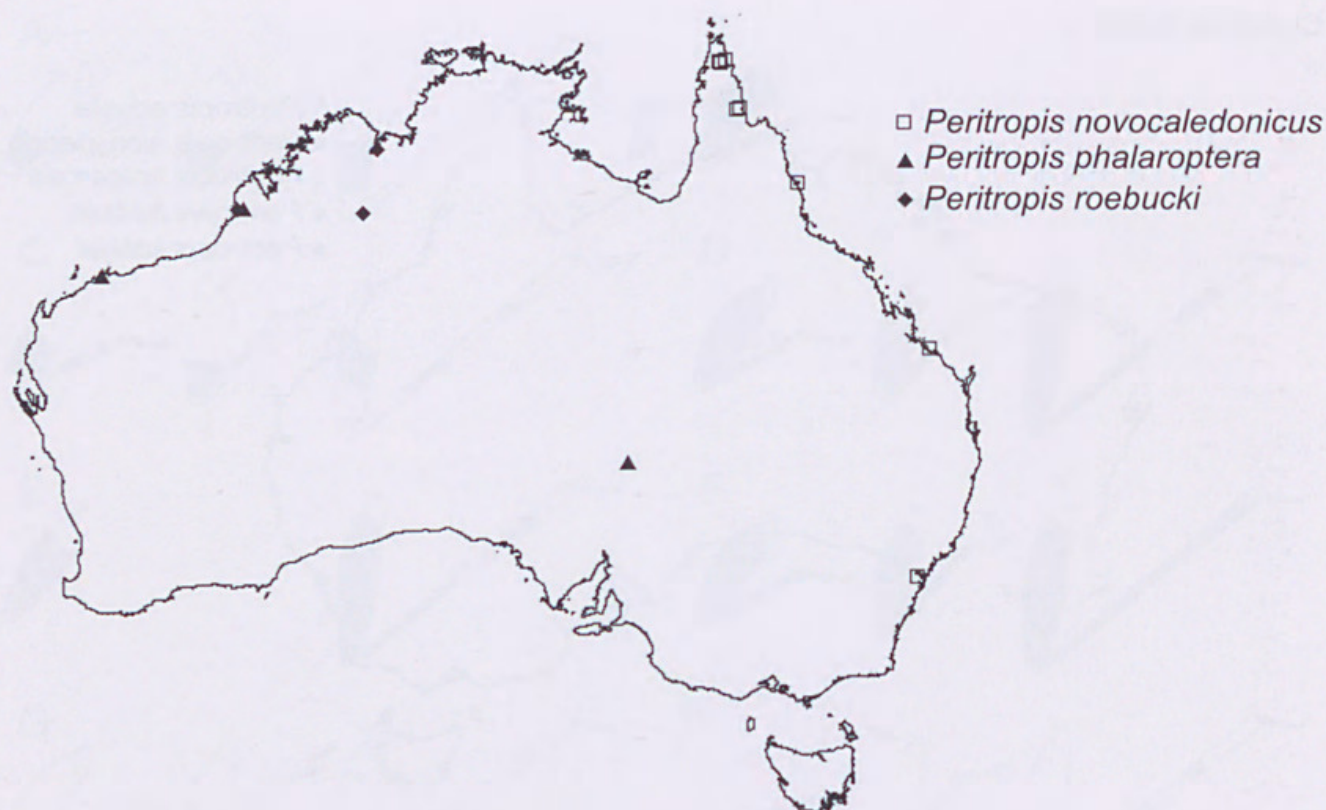 □ Peritropis novocaledonicus
▲ Peritropis phalaroptera
◆ Peritropis roebucki